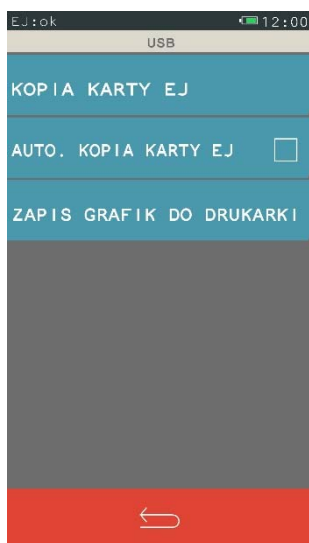 EJ:ok 12:00
USB
KOPIA KARTY EJ
AUTO. KOPIA KARTY EJ
ZAPIS GRAFIK DO DRUKARKI